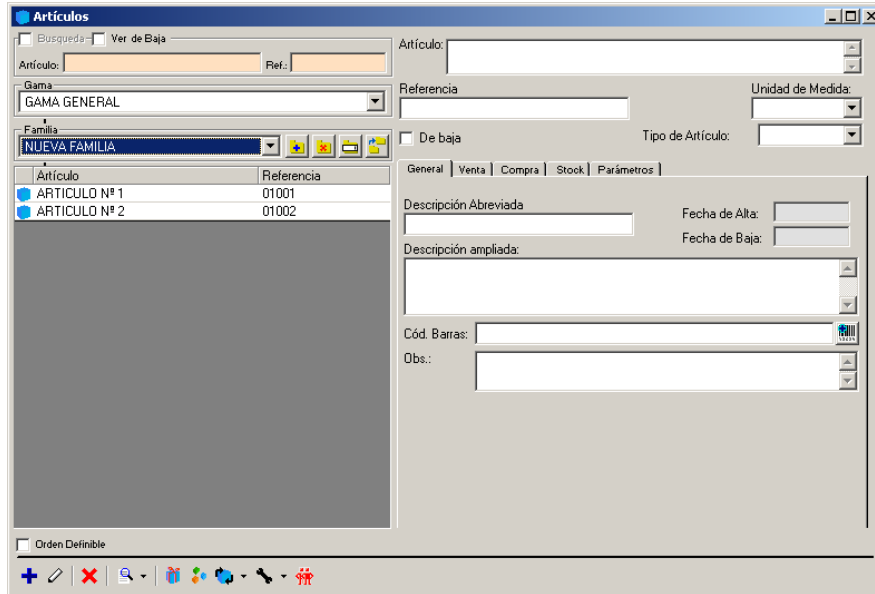 Artículos
Busqueda
Ver de Baja
Artículo:
Ref.:
Gama
GAMA GENERAL
Familia
NUEVA FAMILIA
Artículo Referencia
ARTICULO Nº 1 01001
ARTICULO Nº 2 01002
Orden Definible
Artículo:
Referencia
Unidad de Medida:
De baja
Tipo de Artículo:
General Venta Compra Stock Parámetros
Descripción Abreviada
Fecha de Alta:
Fecha de Baja:
Descripción ampliada:
Cód. Barras:
Obs.: